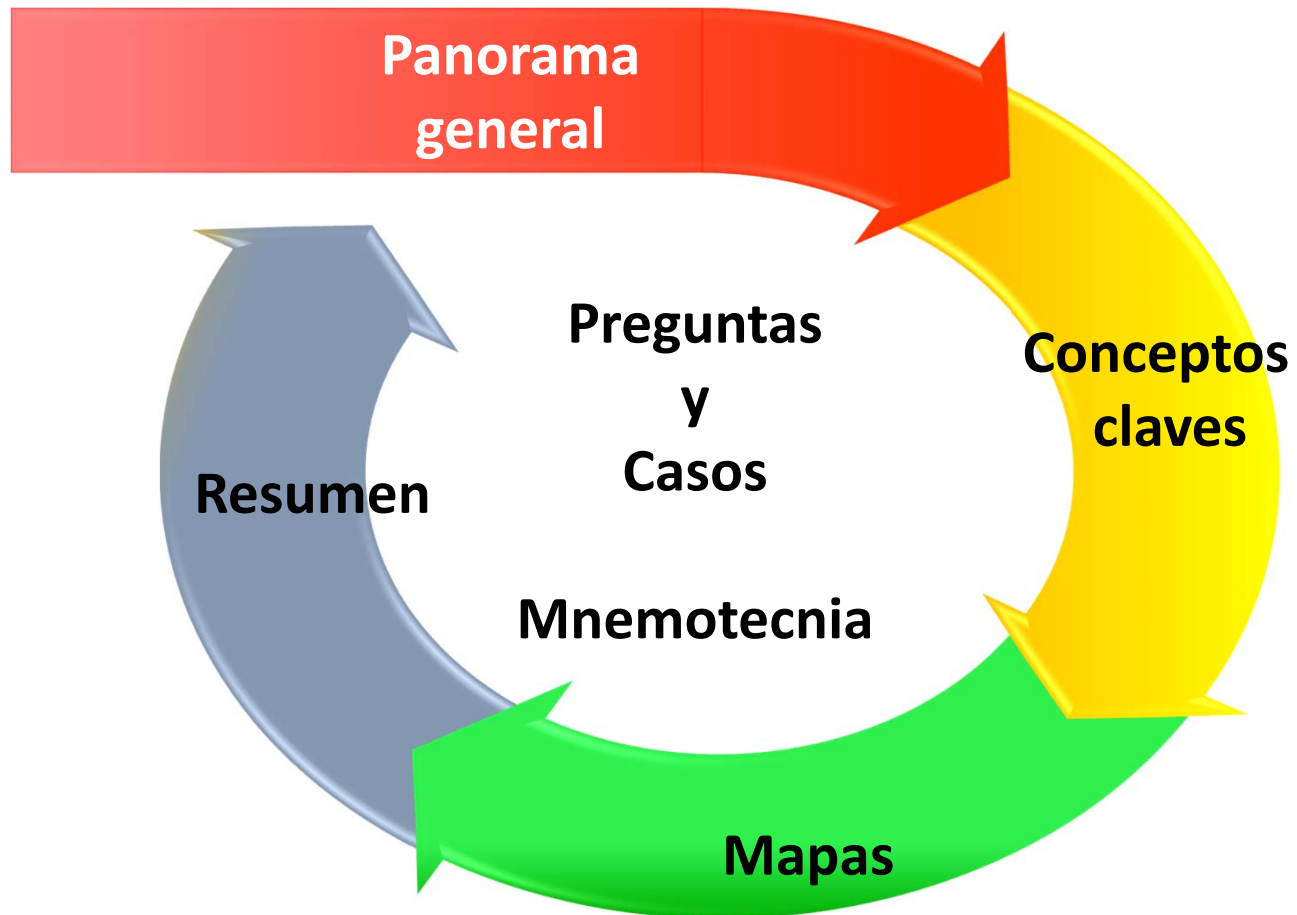 Panorama
general
Preguntas
y
Casos
Mnemotecnia
Conceptos
claves
Mapas
Resumen